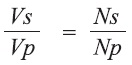 Vs/Vp = Ns/Np